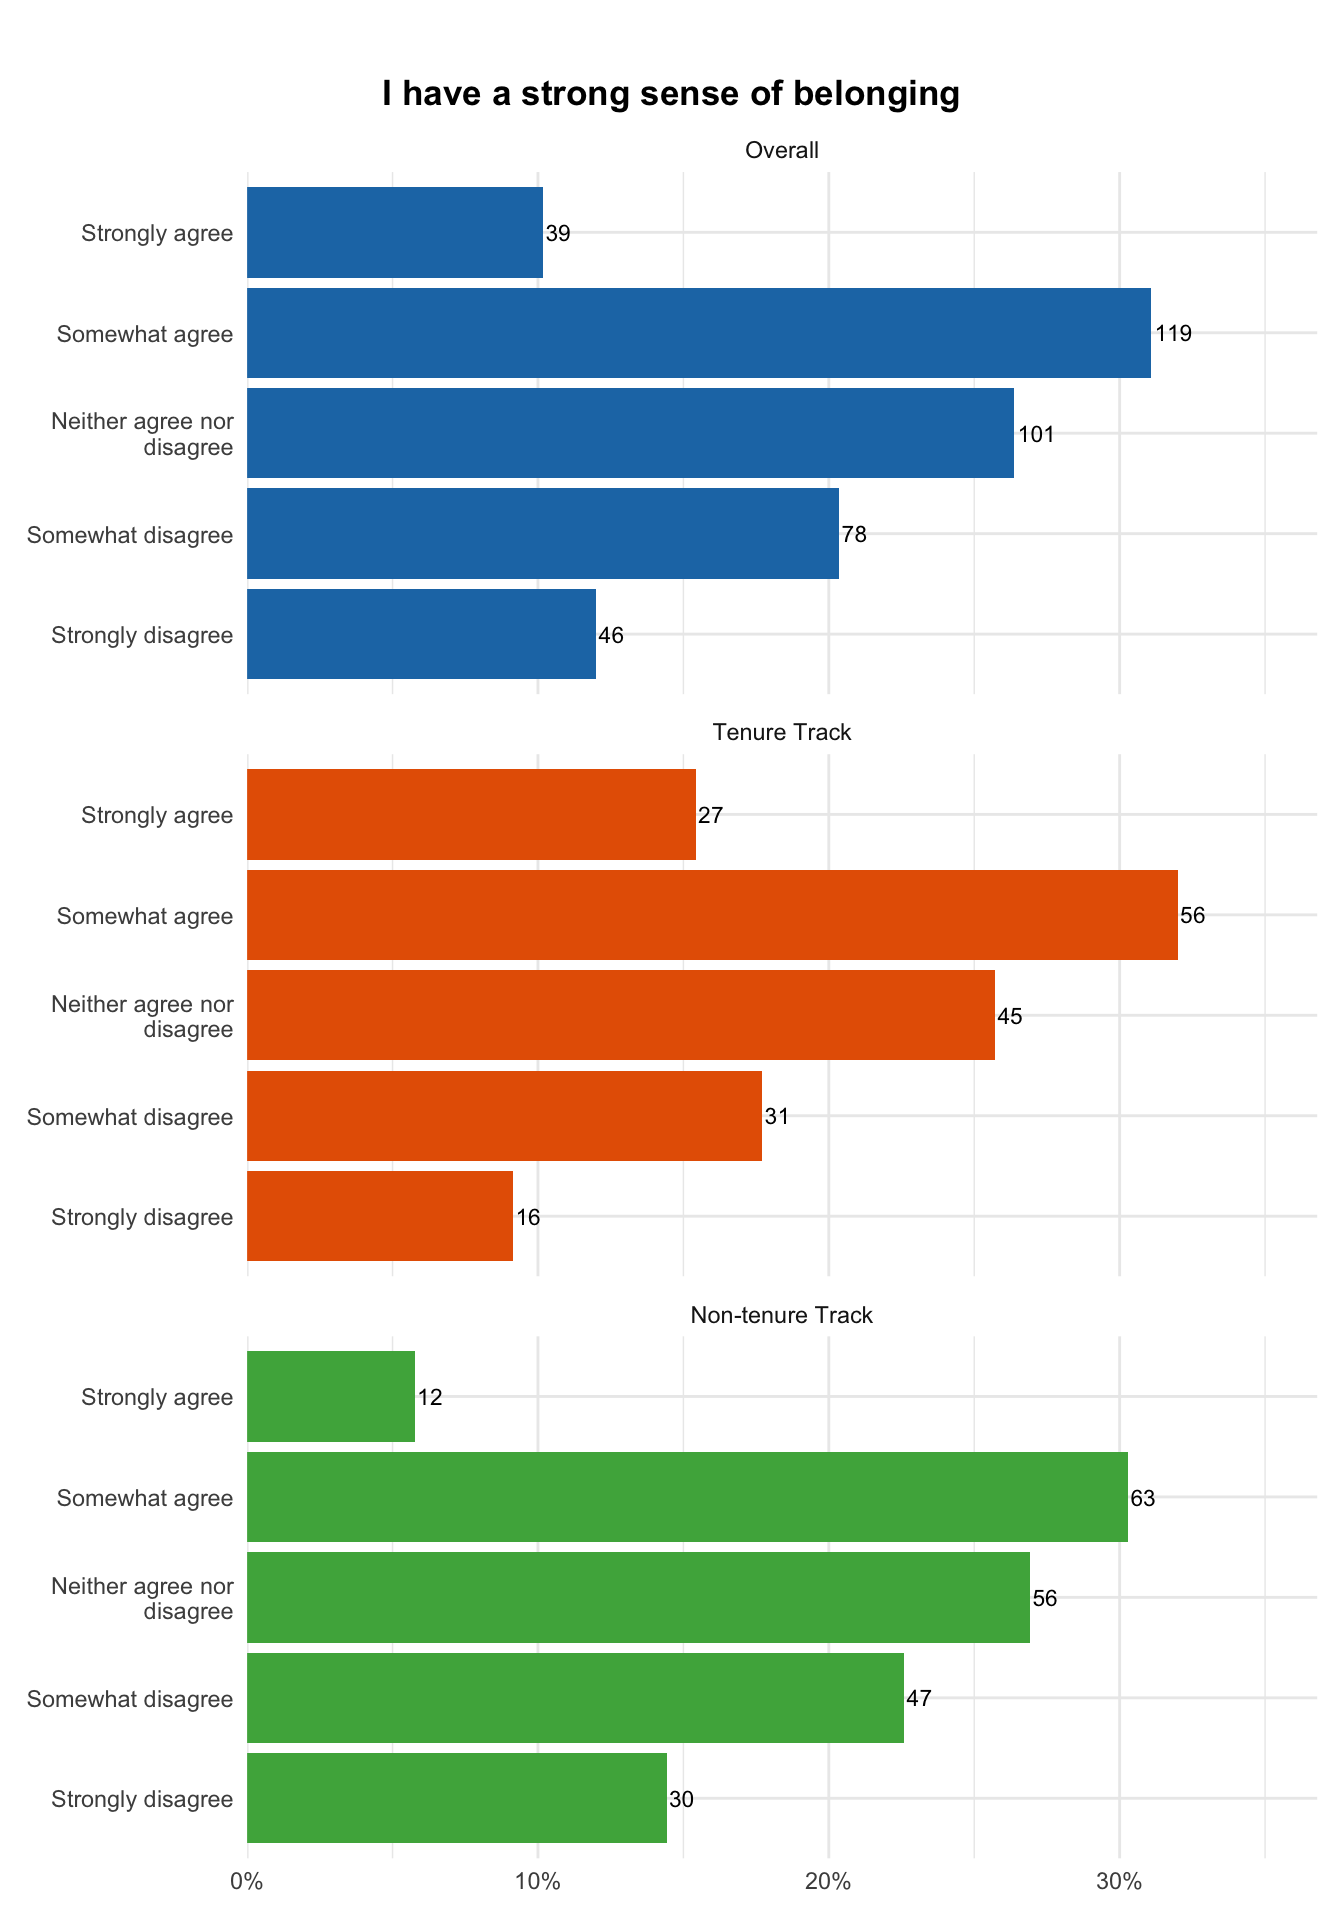 I have a strong sense of belonging
Overall
Strongly agree
39
Somewhat agree
119
Neither agree nor
disagree
101
Somewhat disagree
78
Strongly disagree
46
Tenure Track
Strongly agree
27
Somewhat agree
56
Neither agree nor
disagree
45
Somewhat disagree
31
Strongly disagree
16
Non-tenure Track
Strongly agree
12
Somewhat agree
63
Neither agree nor
disagree
56
Somewhat disagree
47
Strongly disagree
30
0% 10% 20% 30%